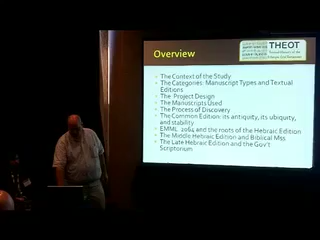 Overview
THEOT
• The Context of the Study
• The Categories: Manuscript Types and Textual
Editions
• The Project Design
• The Manuscripts Used
• The Process of Discovery
• The Common Edition: its antiquity, its ubiquity,
and stability
• EMML 2064 and the roots of the Hebraic Edition
• The Middle Hebraic Edition and Biblical Mss
• The Late Hebraic Edition and the Gov't
Scriptorium